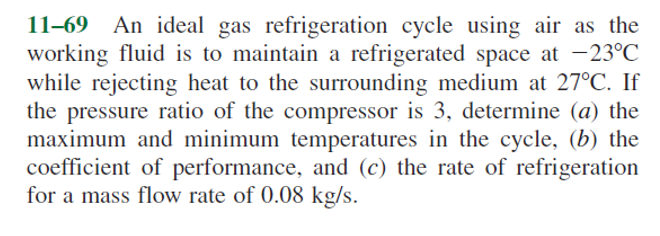 11–69 An ideal gas refrigeration cycle using air as the
working fluid is to maintain a refrigerated space at −23°C
while rejecting heat to the surrounding medium at 27°C. If
the pressure ratio of the compressor is 3, determine (a) the
maximum and minimum temperatures in the cycle, (b) the
coefficient of performance, and (c) the rate of refrigeration
for a mass flow rate of 0.08 kg/s.